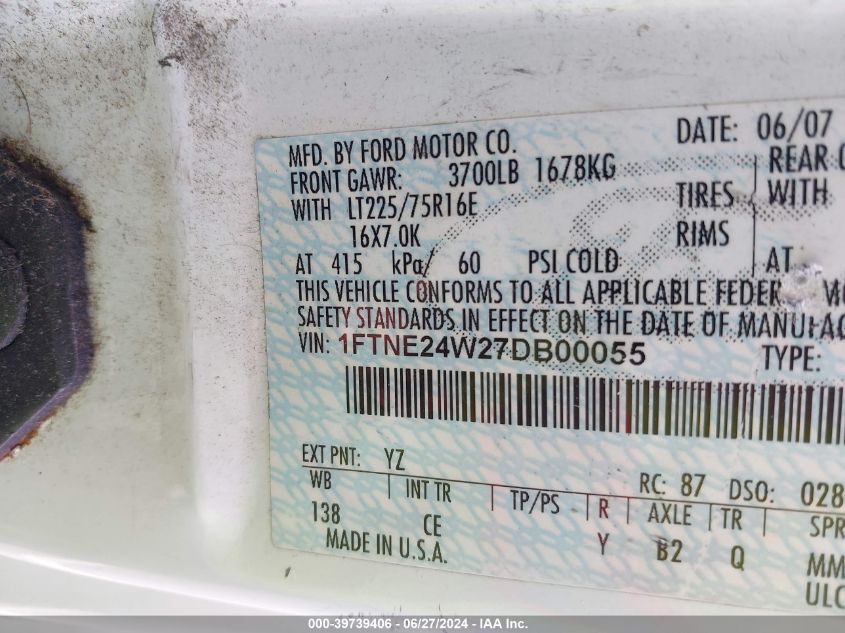 DATE: 06/07
MFD. BY FORD MOTOR CO.
FRONT GAWR: 3700LB 1678KG REAR
WITH LT225/75R16E TIRES WITH
16X7.0K RIMS
AT 415 kPa/ 60 PSI COLD AT
THIS VEHICLE CONFORMS TO ALL APPLICABLE FEDER
SAFETY STANDARDS IN EFFECT ON THE DATE OF MANUFAC
VIN: 1FTNE24W27DB00055 TYPE:
EXT PNT: YZ RC: 87 DSO: 028
WB INT TR TP/PS R AXLE TR SPR
138 CE Y B2 Q MM
MADE IN U.S.A. ULC
000-39739406 - 06/27/2024 - IAA Inc.